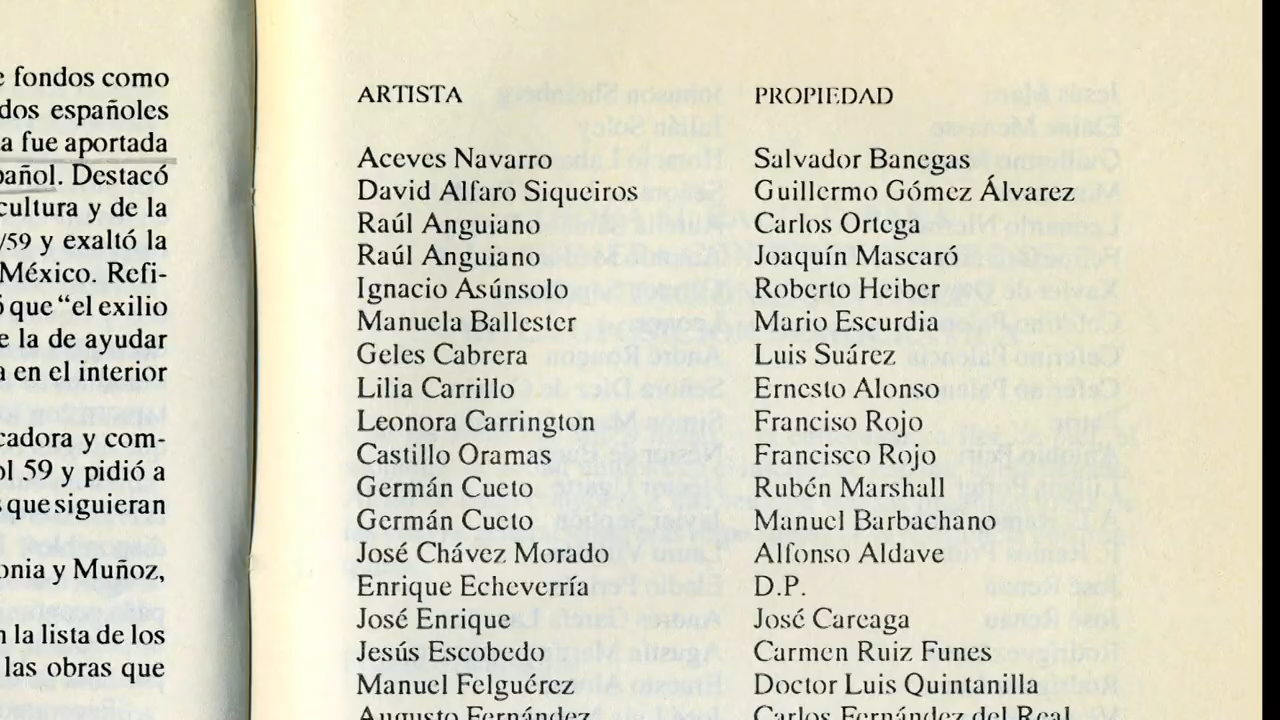 e fondos como
dos españoles
a fue aportada
pañol. Destacó
cultura y de la
/59 y exaltó la
México. Refi-
ó que “el exilio
e la de ayudar
a en el interior
cadora y com-
ol 59 y pidió a
s que siguieran
onia y Muñoz,
n la lista de los
las obras que
ARTISTA PROPIEDAD
Aceves Navarro Salvador Banegas
David Alfaro Siqueiros Guillermo Gómez Álvarez
Raúl Anguiano Carlos Ortega
Raúl Anguiano Joaquín Mascaró
Ignacio Asúnsolo Roberto Heiber
Manuela Ballester Mario Escurdia
Geles Cabrera Luis Suárez
Lilia Carrillo Ernesto Alonso
Leonora Carrington Franciso Rojo
Castillo Oramas Francisco Rojo
Germán Cueto Rubén Marshall
Germán Cueto Manuel Barbachano
José Chávez Morado Alfonso Aldave
Enrique Echeverría D.P.
José Enrique José Careaga
Jesús Escobedo Carmen Ruiz Funes
Manuel Felguérez Doctor Luis Quintanilla
Augusto Fernández Carlos Fernández del Real